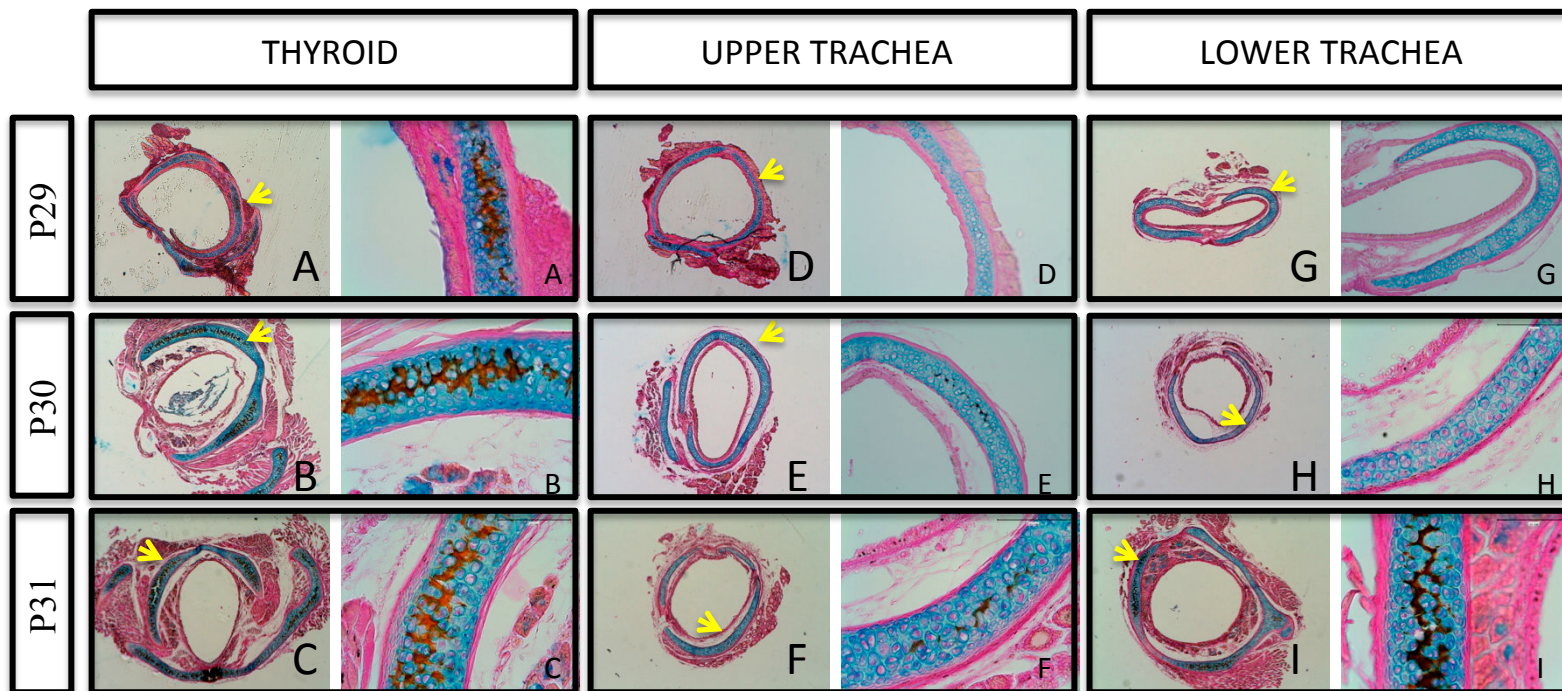 THYROID
UPPER TRACHEA
LOWER TRACHEA
P29
A
A
D
D
G
G
P30
B
B
E
E
H
H
P31
C
C
F
F
I
I